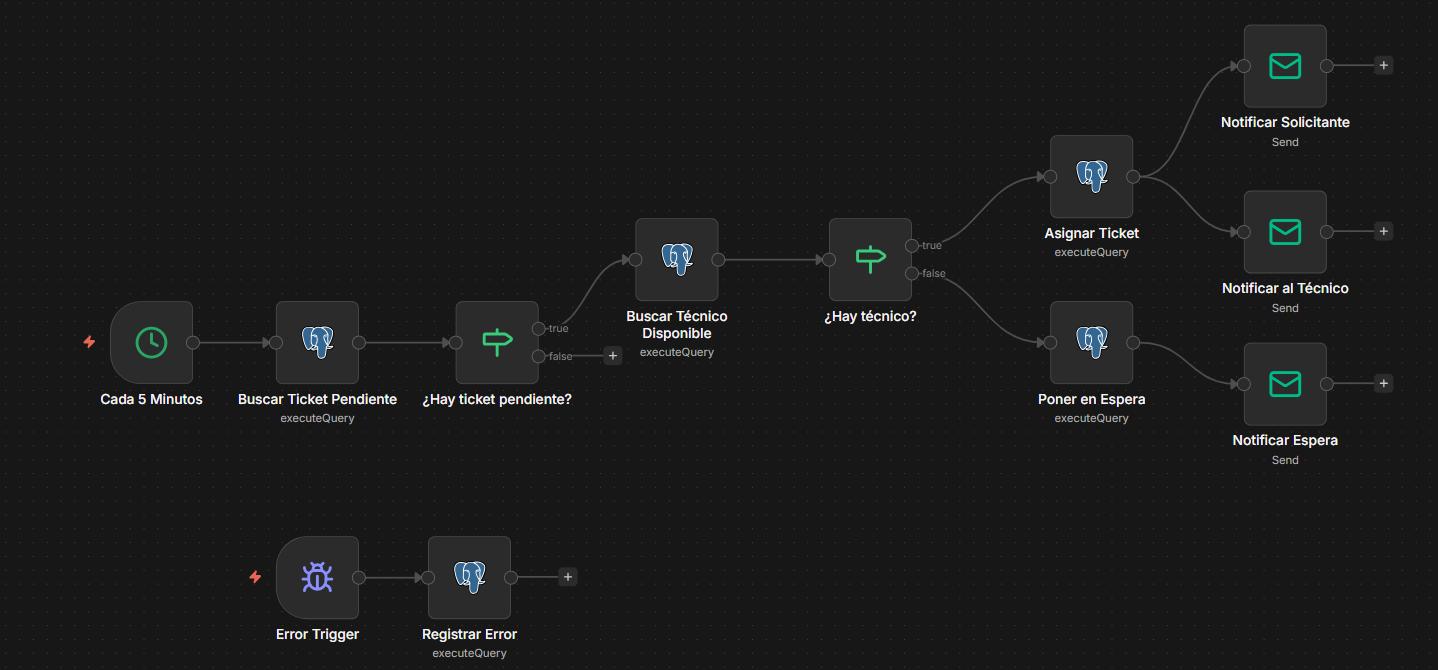 Notificar Solicitante
Send
Asignar Ticket
executeQuery
Notificar al Técnico
Send
true
false
Buscar Técnico
Disponible
executeQuery
¿Hay técnico?
true
false
Cada 5 Minutos
Buscar Ticket Pendiente
executeQuery
¿Hay ticket pendiente?
Poner en Espera
executeQuery
Notificar Espera
Send
Error Trigger
Registrar Error
executeQuery